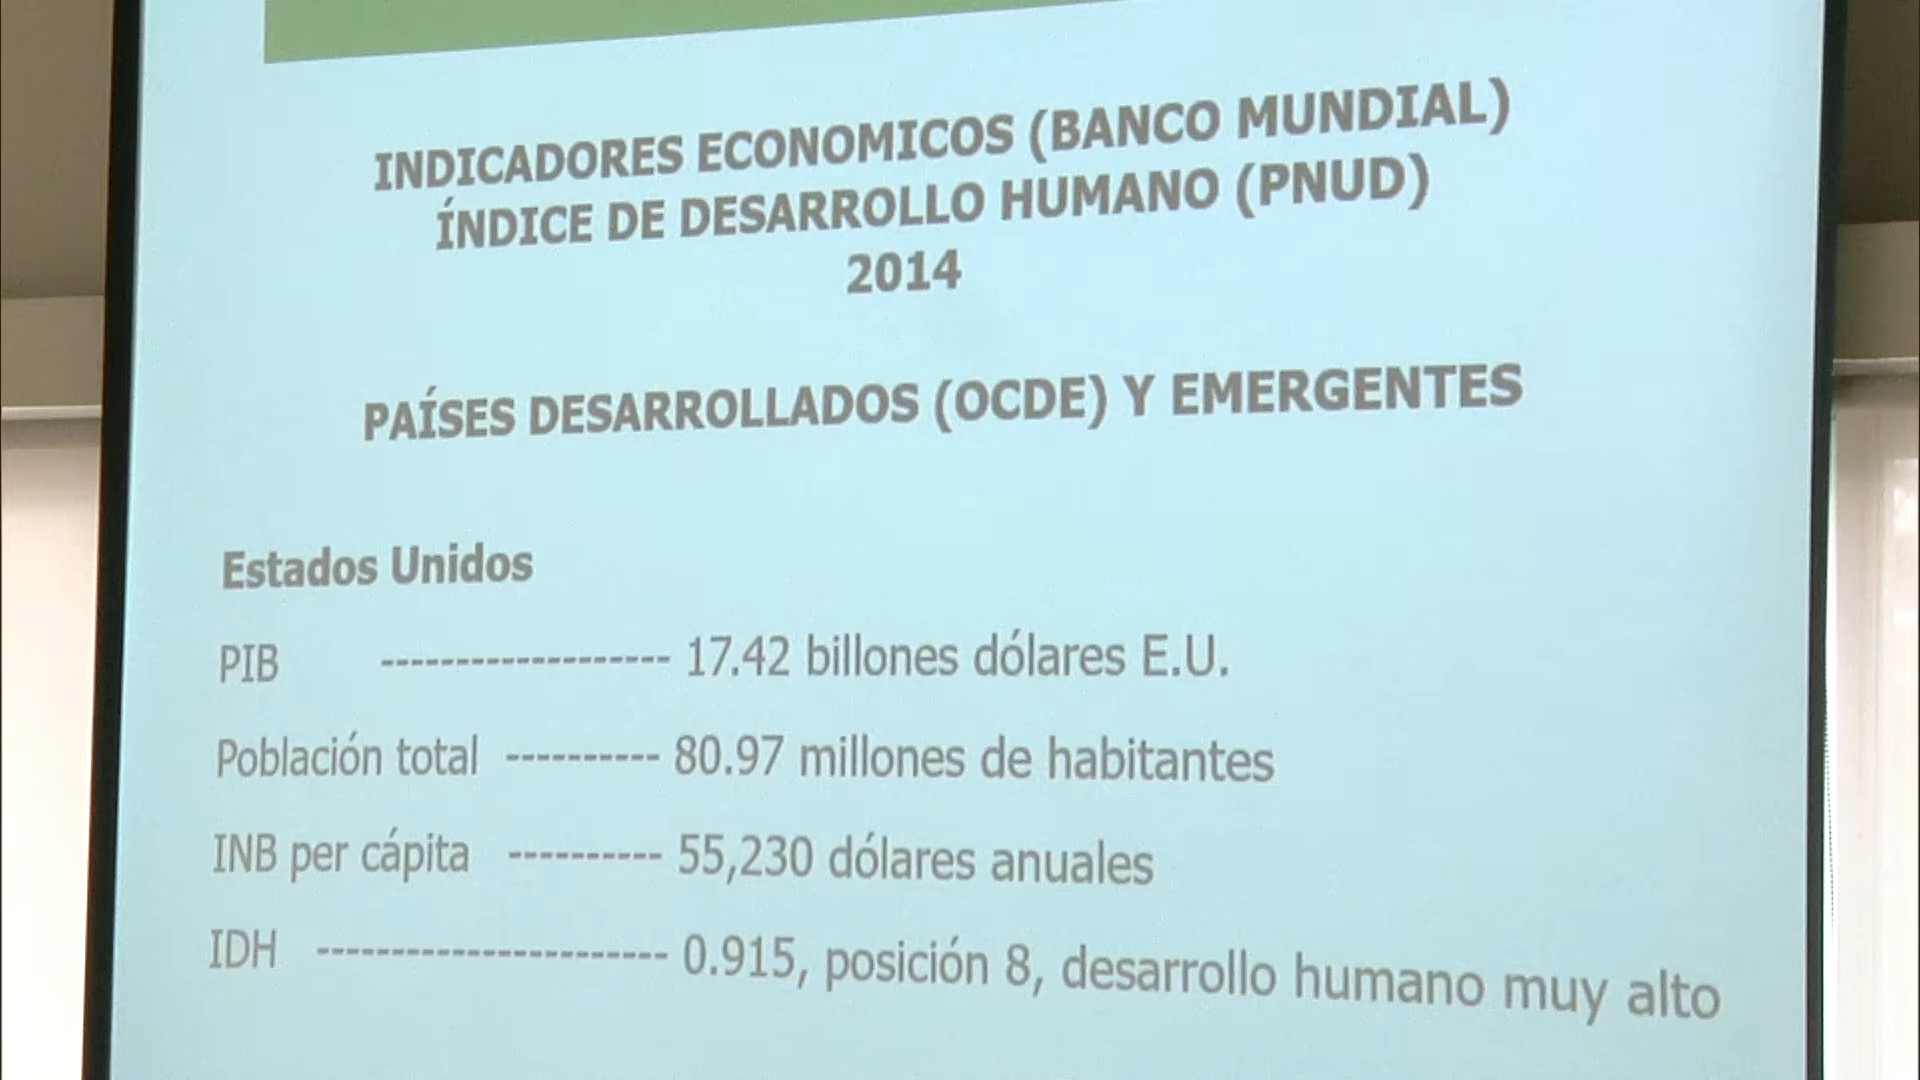 INDICADORES ECONOMICOS (BANCO MUNDIAL)
ÍNDICE DE DESARROLLO HUMANO (PNUD)
2014
PAÍSES DESARROLLADOS (OCDE) Y EMERGENTES
Estados Unidos
PIB ------------------- 17.42 billones dólares E.U.
Población total ---------- 80.97 millones de habitantes
INB per cápita ---------- 55,230 dólares anuales
IDH ----------------------- 0.915, posición 8, desarrollo humano muy alto